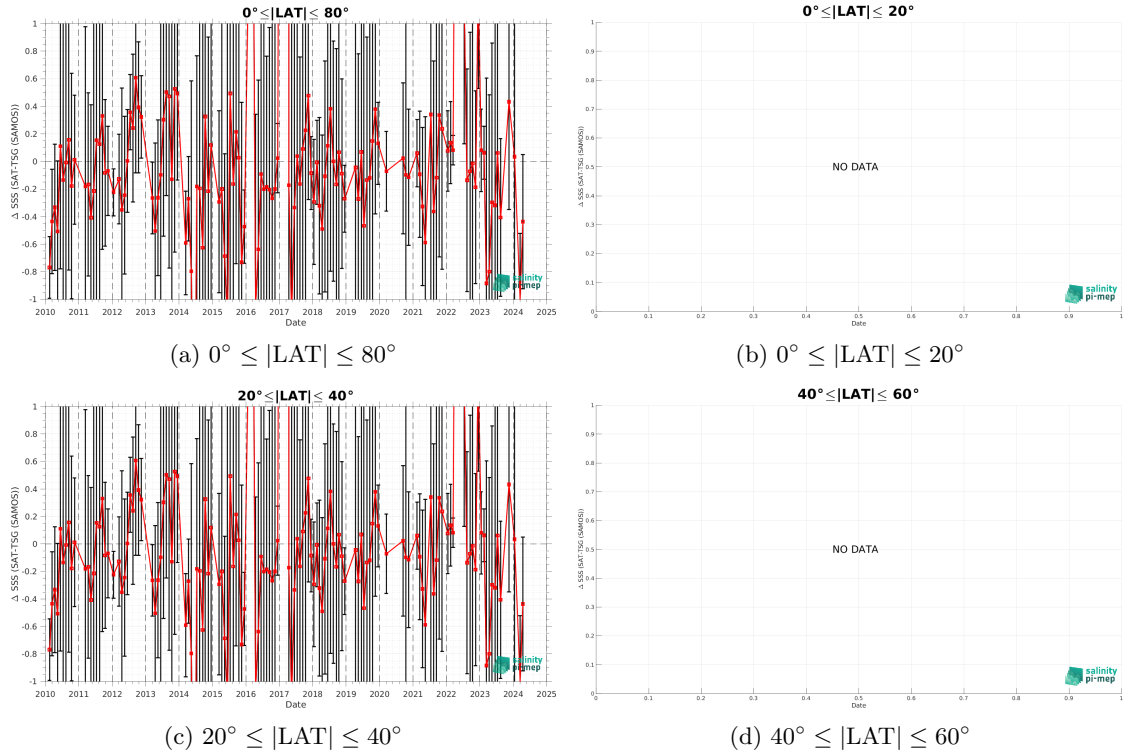 0°≤|LAT|≤ 80°
1
0.8
0.6
0.4
0.2
0
-0.2
-0.4
-0.6
-0.8
-1
Δ SSS (SAT-TSG (SAMOS))
2010 2011 2012 2013 2014 2015 2016 2017 2018 2019 2020 2021 2022 2023 2024 2025
Date
salinity
pi-mep
(a) 0° ≤ |LAT| ≤ 80°
0°≤|LAT|≤ 20°
1
0.9
0.8
0.7
0.6
0.5
0.4
0.3
0.2
0.1
0
Δ SSS (SAT-TSG (SAMOS))
NO DATA
0 0.1 0.2 0.3 0.4 0.5 0.6 0.7 0.8 0.9 1
Date
salinity
pi-mep
(b) 0° ≤ |LAT| ≤ 20°
20°≤|LAT|≤ 40°
1
0.8
0.6
0.4
0.2
0
-0.2
-0.4
-0.6
-0.8
-1
Δ SSS (SAT-TSG (SAMOS))
2010 2011 2012 2013 2014 2015 2016 2017 2018 2019 2020 2021 2022 2023 2024 2025
Date
salinity
pi-mep
(c) 20° ≤ |LAT| ≤ 40°
40°≤|LAT|≤ 60°
1
0.9
0.8
0.7
0.6
0.5
0.4
0.3
0.2
0.1
0
Δ SSS (SAT-TSG (SAMOS))
NO DATA
0 0.1 0.2 0.3 0.4 0.5 0.6 0.7 0.8 0.9 1
Date
salinity
pi-mep
(d) 40° ≤ |LAT| ≤ 60°